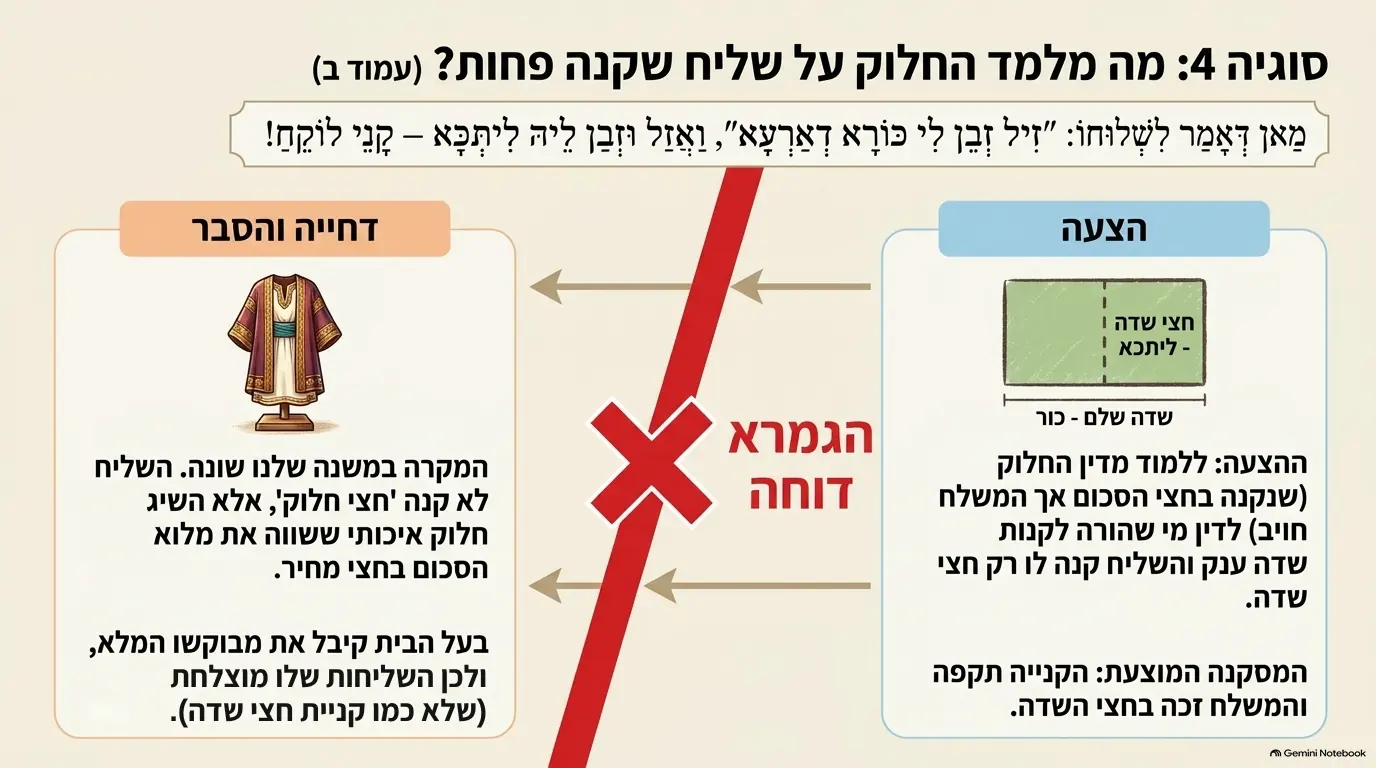 סוגיה 4: מה מלמד החלוק על שליח שקנה פחות? (עמוד ב)
מַאן דְּאָמַר לִשְׁלוּחוֹ: "זִיל זְבֵן לִי כּוֹרָא דְאַרְעָא", וַאֲזַל וּזְבַן לֵיהּ לִיתְּכָּא – קָנֵי לוֹקֵחַ!
הצעה
חצי שדה
- ליתכא
שדה שלם - כור
ההצעה: ללמוד מדין החלוק
(שנקנה בחצי הסכום אך המשלח
חויב) לדין מי שהורה לקנות
שדה ענק והשליח קנה לו רק חצי
שדה.
המסקנה המוצעת: הקנייה תקפה
והמשלח זכה בחצי השדה.
הגמרא
דוחה
דחייה והסבר
המקרה במשנה שלנו שונה. השליח
לא קנה 'חצי חלוק', אלא השיג
חלוק איכותי ששווה את מלוא
הסכום בחצי מחיר.
בעל הבית קיבל את מבוקשו המלא,
ולכן השליחות שלו מוצלחת
(שלא כמו קניית חצי שדה).
Gemini Notebook